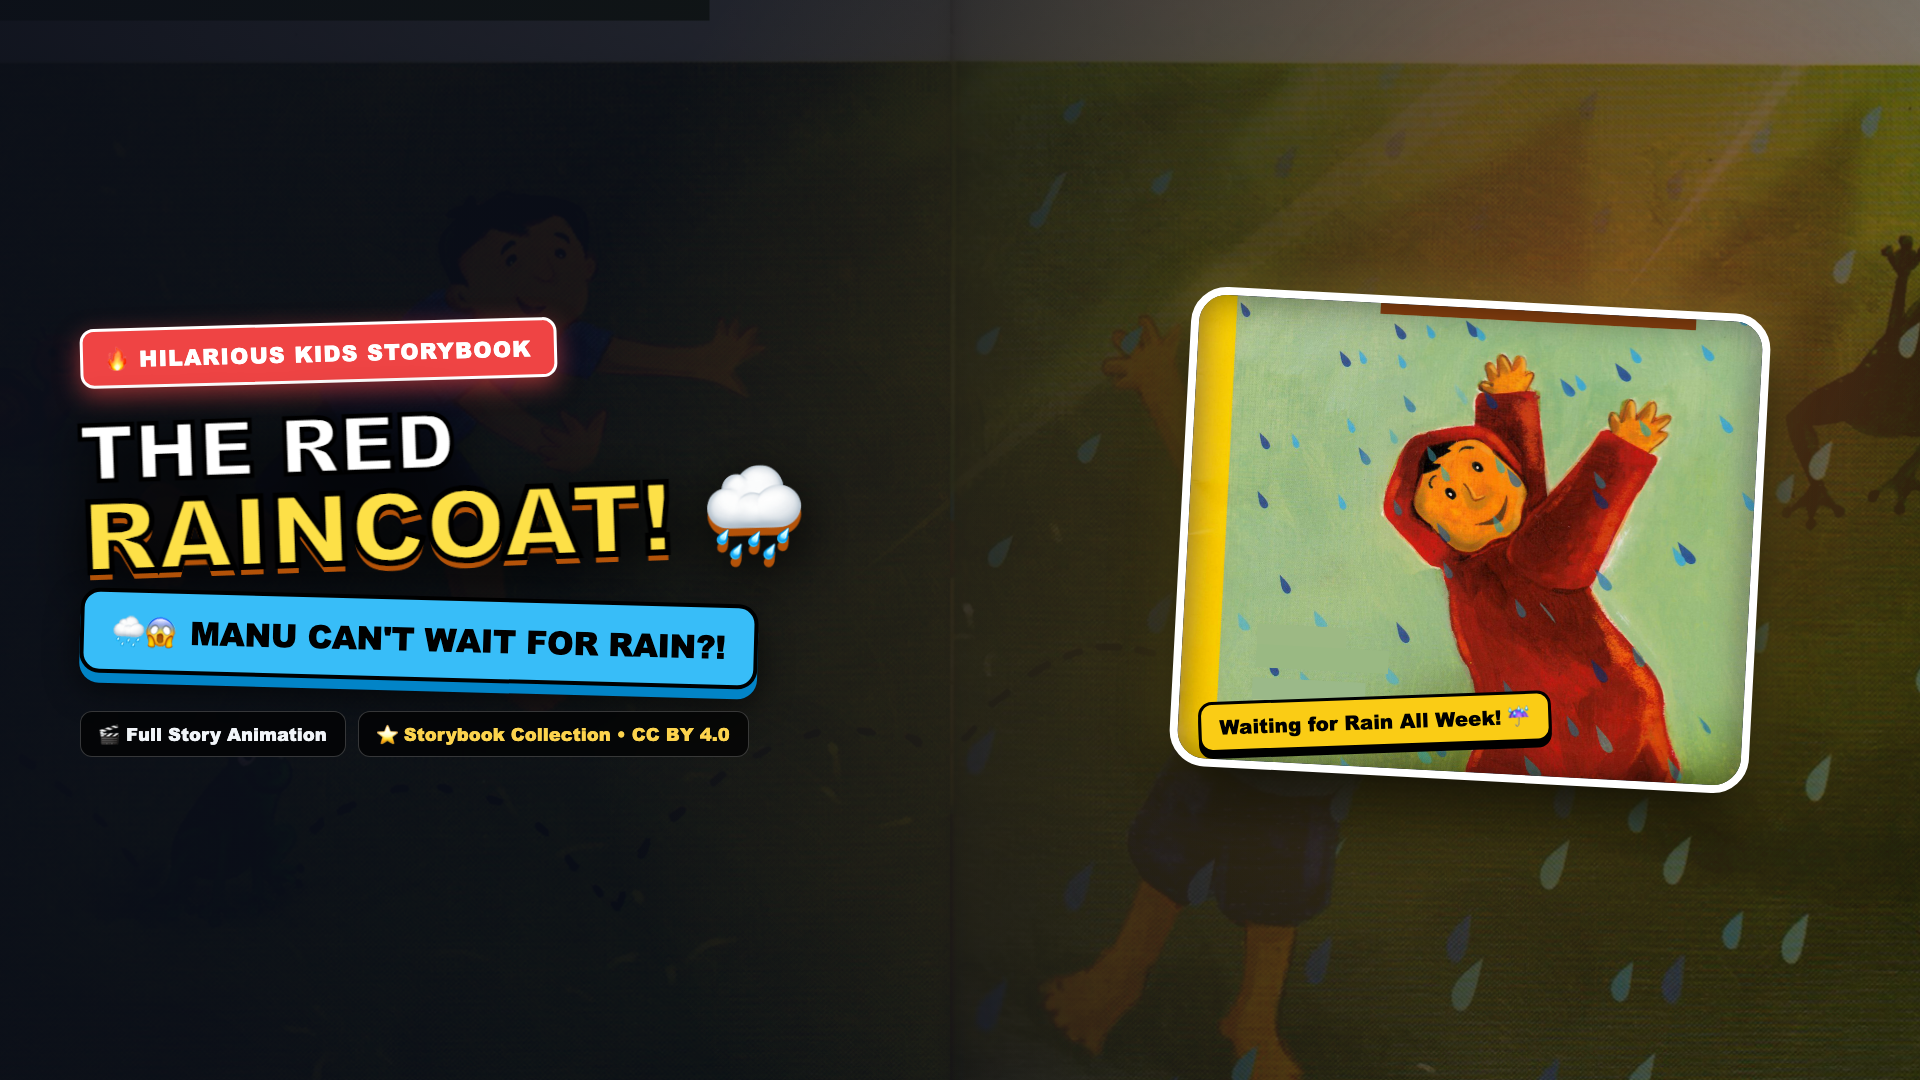 🔥 HILARIOUS KIDS STORYBOOK
THE RED
RAINCOAT! 🌧️
🌧️😱 MANU CAN'T WAIT FOR RAIN?!
🎬 Full Story Animation
⭐ Storybook Collection • CC BY 4.0
Waiting for Rain All Week! ☔